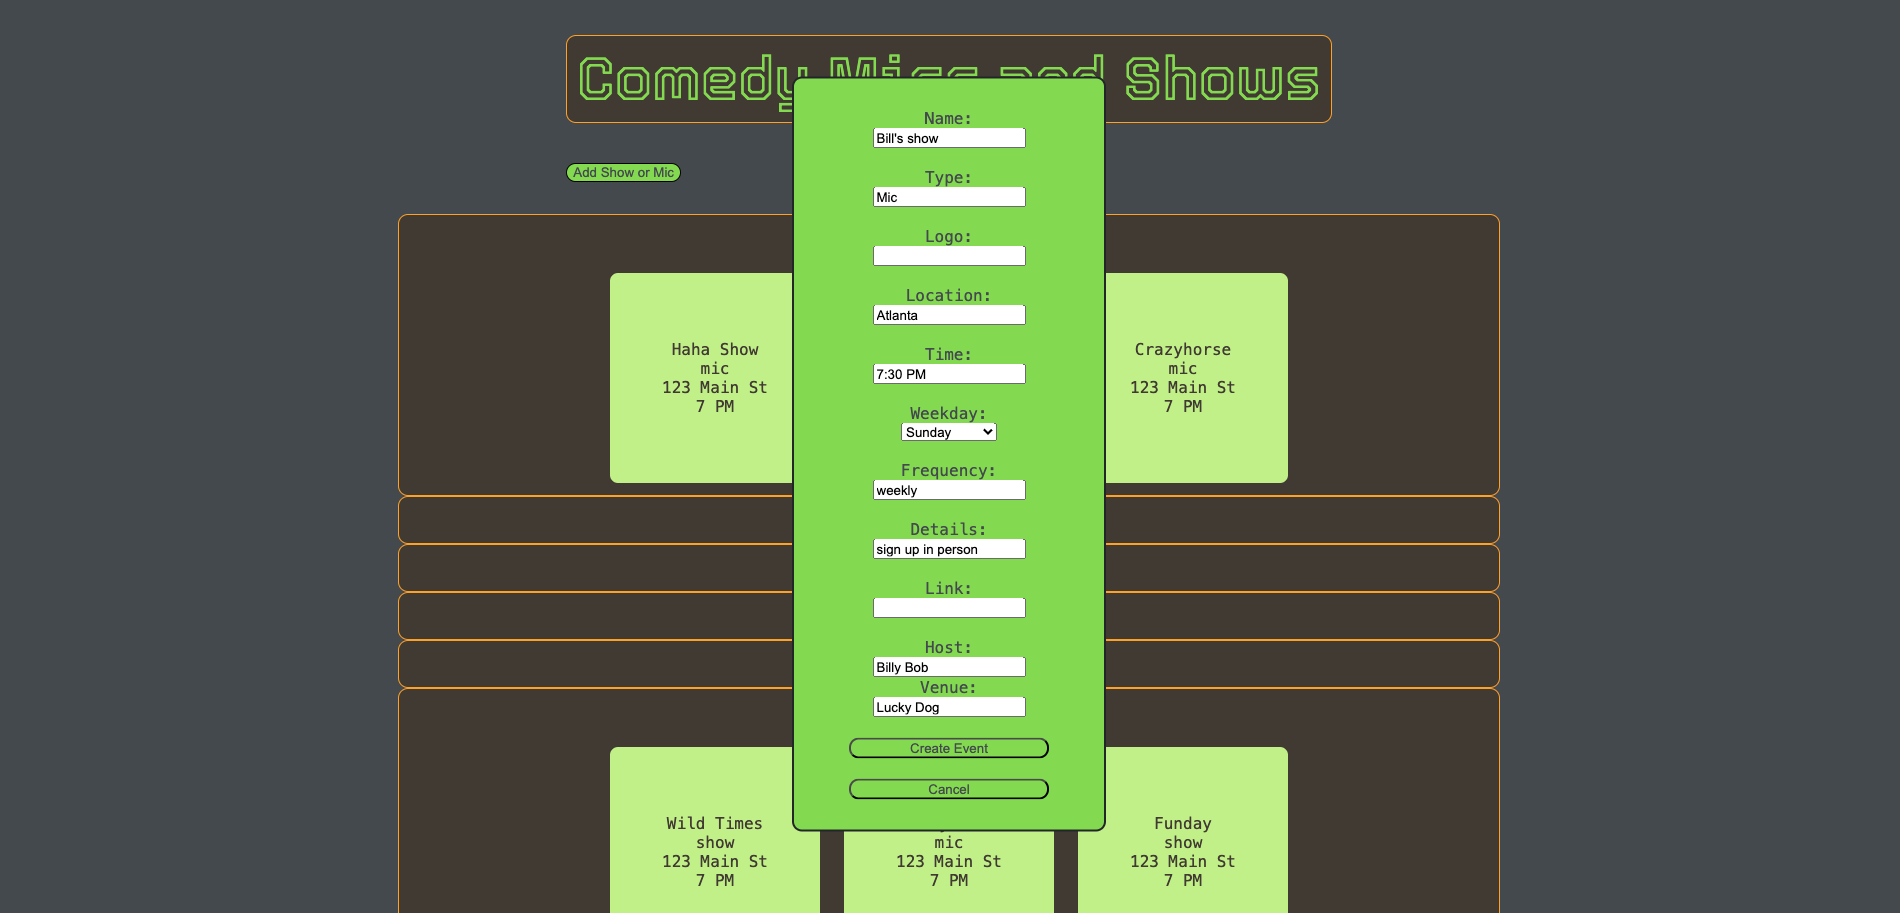 Comedy Mics and Shows
Add Show or Mic
Name:
Bill's show
Type:
Mic
Logo:
Location:
Atlanta
Time:
7:30 PM
Weekday:
Sunday
Frequency:
weekly
Details:
sign up in person
Link:
Host:
Billy Bob
Venue:
Lucky Dog
Create Event
Cancel
Haha Show
mic
123 Main St
7 PM
Crazyhorse
mic
123 Main St
7 PM
Wild Times
show
123 Main St
7 PM
mic
123 Main St
7 PM
Funday
show
123 Main St
7 PM